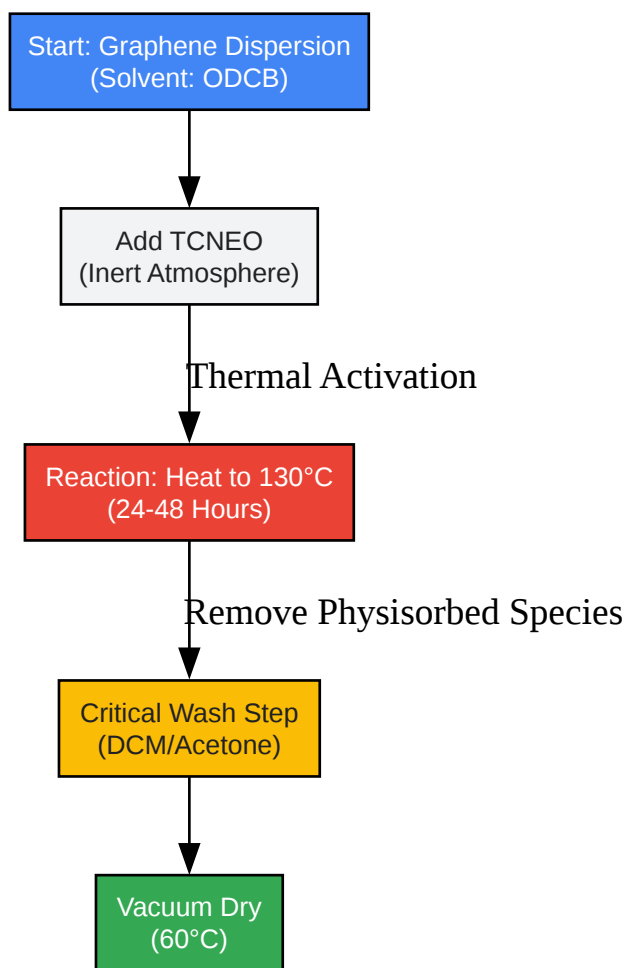 Start: Graphene Dispersion
(Solvent: ODCB)
Add TCNEO
(Inert Atmosphere)
Thermal Activation
Reaction: Heat to 130°C
(24-48 Hours)
Remove Physisorbed Species
Critical Wash Step
(DCM/Acetone)
Vacuum Dry
(60°C)